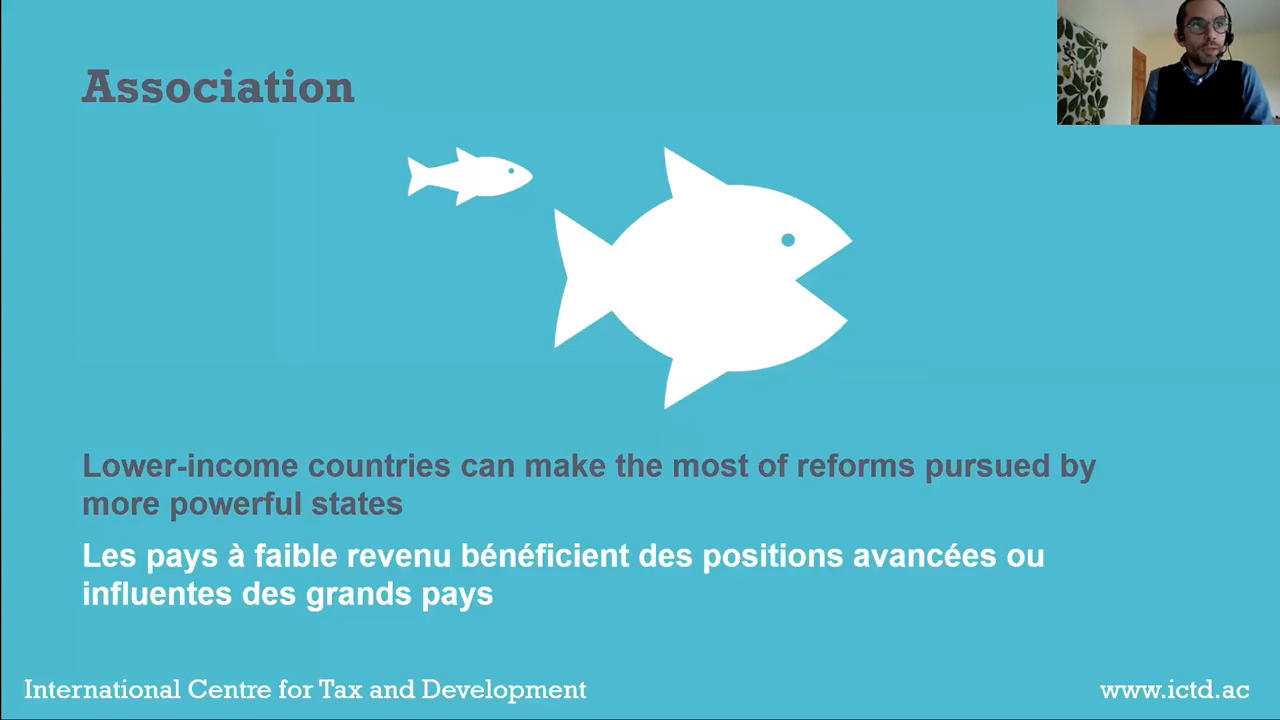 Association
Lower-income countries can make the most of reforms pursued by
more powerful states
Les pays à faible revenu bénéficient des positions avancées ou
influentes des grands pays
International Centre for Tax and Development
www.ictd.ac